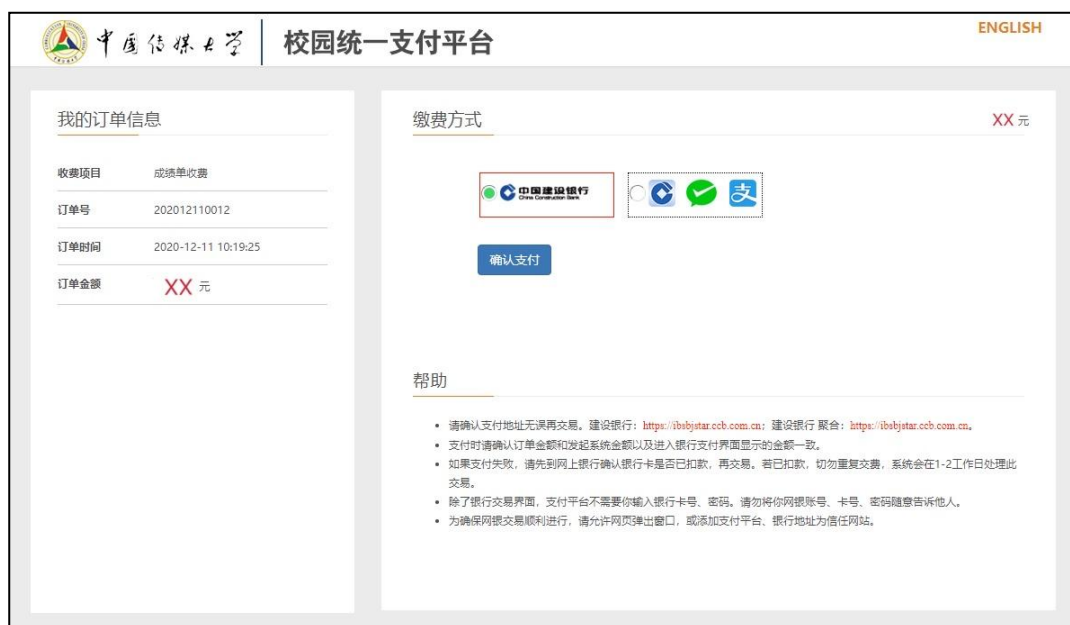 中国传媒大学
校园统一支付平台
ENGLISH
我的订单信息
收费项目 成绩单收费
订单号 202012110012
订单时间 2020-12-11 10:19:25
订单金额 XX 元
缴费方式
XX 元
中国建设银行
China Construction Bank
支
确认支付
帮助
• 请确认支付地址无误再交易。建设银行:https://ibsbjstar.ccb.com.cn;建设银行 聚合:https://ibsbjstar.ccb.com.cn。
• 支付时请确认订单金额和发起系统金额以及进入银行支付界面显示的金额一致。
• 如果支付失败,请先到网上银行确认银行卡是否已扣款,再交易。若已扣款,切勿重复交费,系统会在1-2工作日处理此
交易。
• 除了银行交易界面,支付平台不需要你输入银行卡号、密码。请勿将你网银账号、卡号、密码随意告诉他人。
• 为确保网银交易顺利进行,请允许网页弹出窗口,或添加支付平台、银行地址为信任网站。